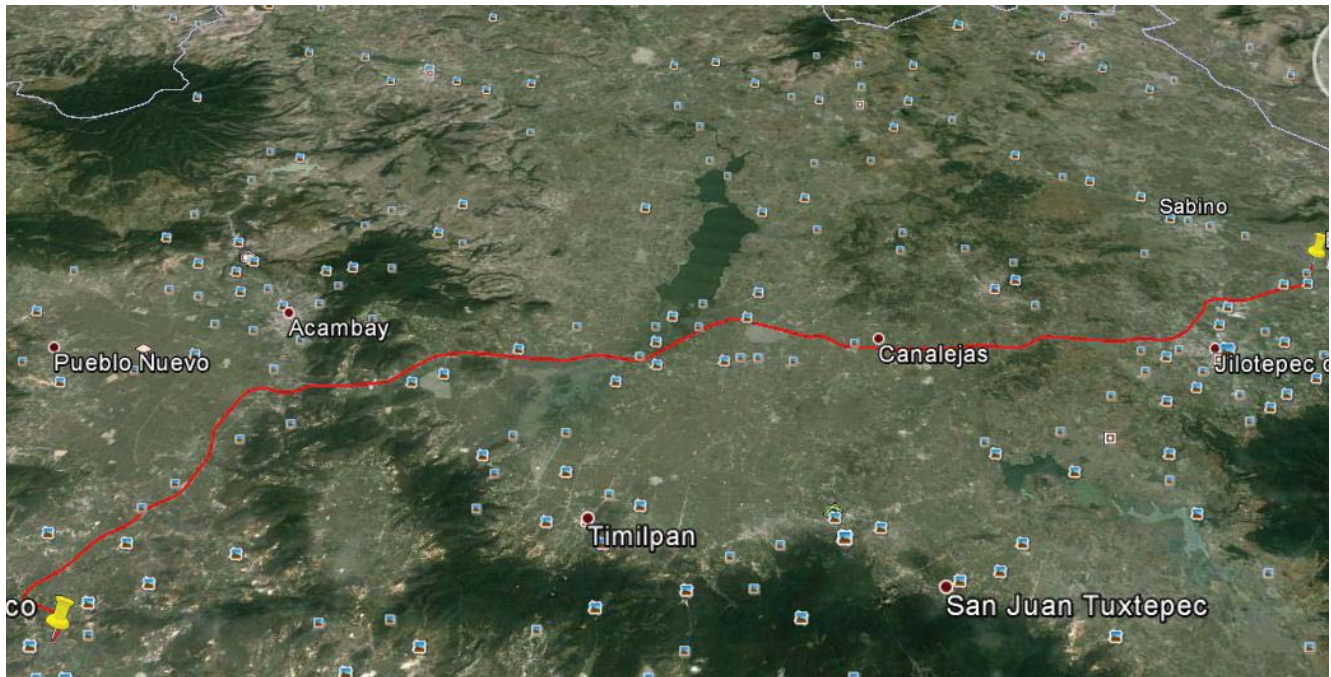 Sabino
Acambay
Pueblo Nuevo
Canalejas
Jilotepec
Timilpan
San Juan Tuxtepec
co